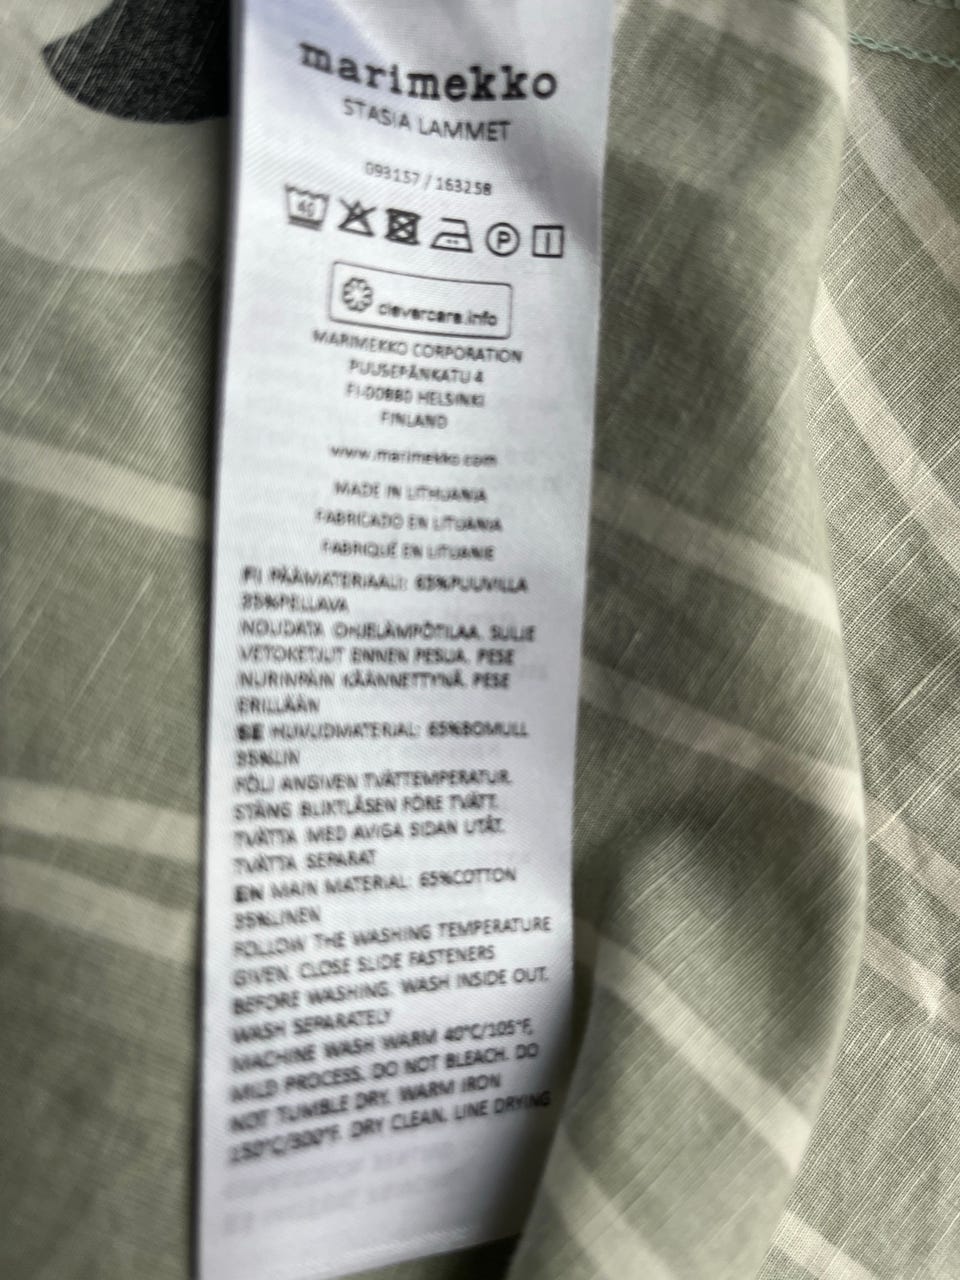 marimekko
STASIA LAMMET
093157 / 163258
40
P
clevercare.info
MARIMEKKO CORPORATION
PUUSEPÄNKATU 4
FI-00880 HELSINKI
FINLAND
www.marimekko.com
MADE IN LITHUANIA
FABRICADO EN LITUANIA
FABRIQUÉ EN LITUANIE
FI PÄÄMATERIAALI: 65%PUUVILLA
35%PELLAVA
NOUDATA OHJELÄMPÖTILAA. SULJE
VETOKETJUT ENNEN PESUA. PESE
NURINPÄIN KÄÄNNETTYNÄ. PESE
ERILLÄÄN
SE HUVUDMATERIAL: 65%BOMULL
35%LIN
FÖLJ ANGIVEN TVÄTTEMPERATUR.
STÄNG BLIXTLÅSEN FÖRE TVÄTT.
TVÄTTA MED AVIGA SIDAN UTÅT.
TVÄTTA SEPARAT
EN MAIN MATERIAL: 65%COTTON
35%LINEN
FOLLOW THE WASHING TEMPERATURE
GIVEN. CLOSE SLIDE FASTENERS
BEFORE WASHING. WASH INSIDE OUT.
WASH SEPARATELY
MACHINE WASH WARM 40°C/105°F,
MILD PROCESS. DO NOT BLEACH. DO
NOT TUMBLE DRY. WARM IRON
150°C/300°F. DRY CLEAN. LINE DRYING